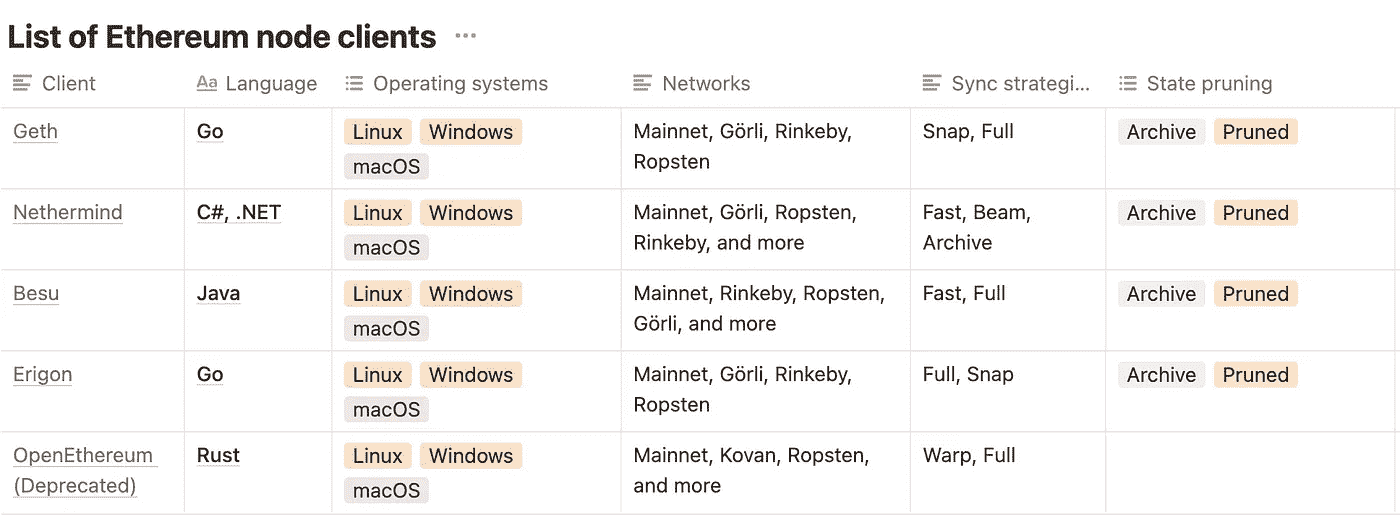 List of Ethereum node clients ...
Client Aa Language Operating systems Networks Sync strategi... State pruning
Geth Go Linux Windows Mainnet, Görli, Rinkeby, Snap, Full Archive Pruned
macOS Ropsten
Nethermind C#, .NET Linux Windows Mainnet, Görli, Ropsten, Fast, Beam, Archive Pruned
macOS Rinkeby, and more Archive
Besu Java Linux Windows Mainnet, Rinkeby, Ropsten, Fast, Full Archive Pruned
macOS Görli, and more
Erigon Go Linux Windows Mainnet, Görli, Rinkeby, Full, Snap Archive Pruned
macOS Ropsten
OpenEthereum Rust Linux Windows Mainnet, Kovan, Ropsten, Warp, Full
(Deprecated) macOS and more